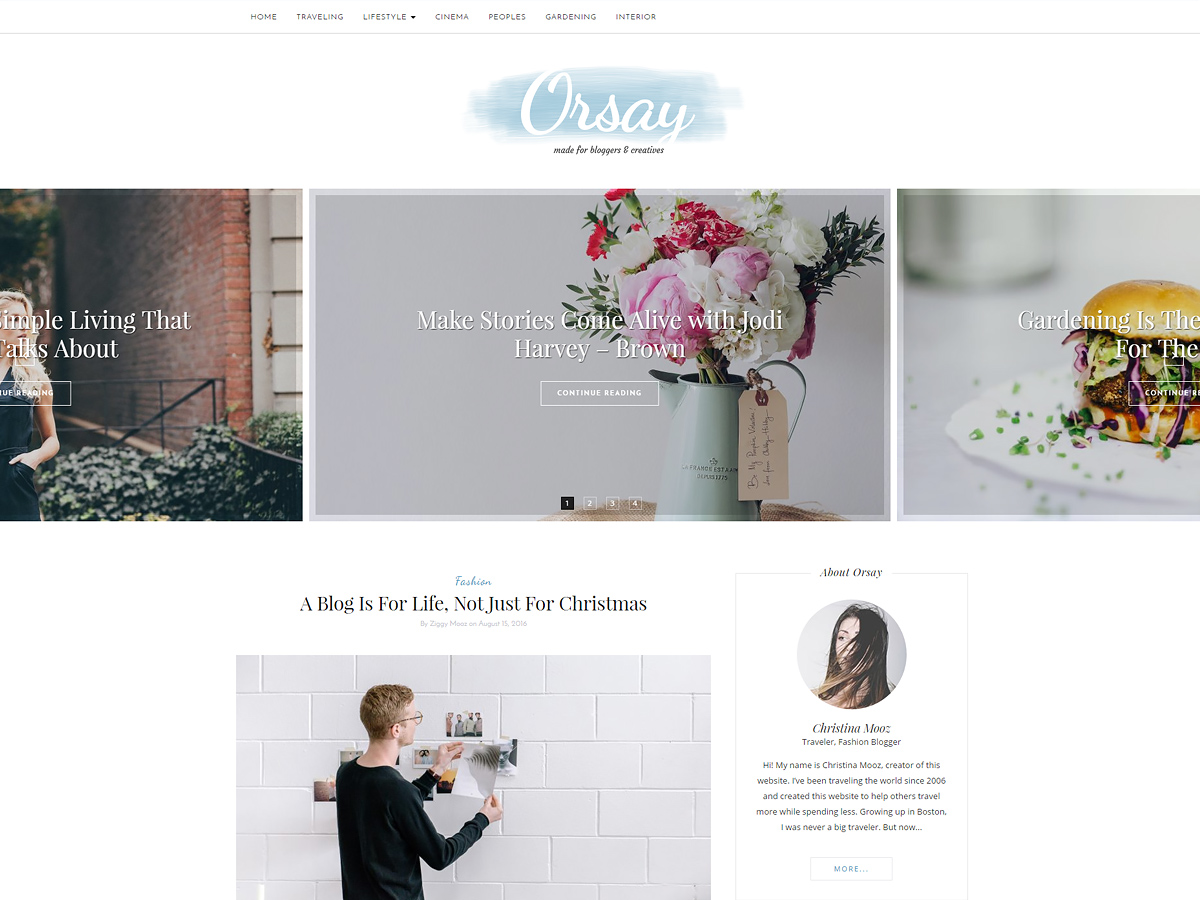 HOME TRAVELING LIFESTYLE CINEMA PEOPLES GARDENING INTERIOR
Orsay
made for bloggers & creatives
Simple Living That
Talks About
READING
Make Stories Come Alive with Jodi
Harvey – Brown
CONTINUE READING
DEPUIS 1775
1 2 3 4
Gardening Is The
For The
CONTINUE
Fashion
A Blog Is For Life, Not Just For Christmas
By Ziggy Mooz on August 15, 2016
About Orsay
Christina Mooz
Traveler, Fashion Blogger
Hi! My name is Christina Mooz, creator of this
website. I've been traveling the world since 2006
and created this website to help others travel
more while spending less. Growing up in Boston,
I was never a big traveler. But now...
MORE...